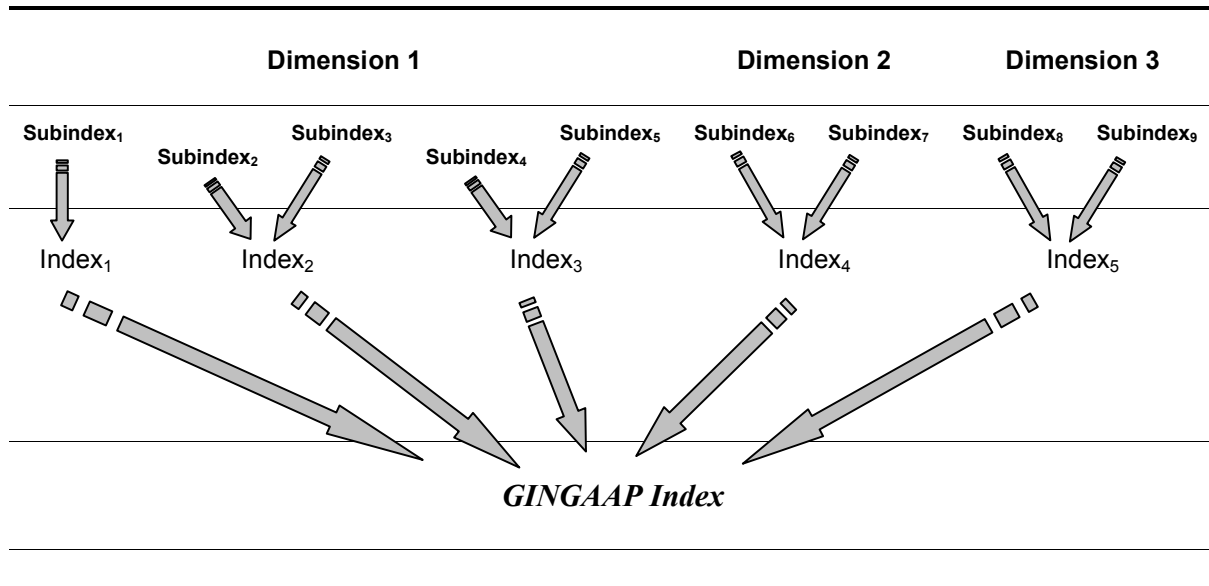 Dimension 1 Dimension 2 Dimension 3
Subindex₁ Subindex₂ Subindex₃ Subindex₄ Subindex₅ Subindex₆ Subindex₇ Subindex₈ Subindex₉
Index₁ Index₂ Index₃ Index₄ Index₅
GINGAAP Index